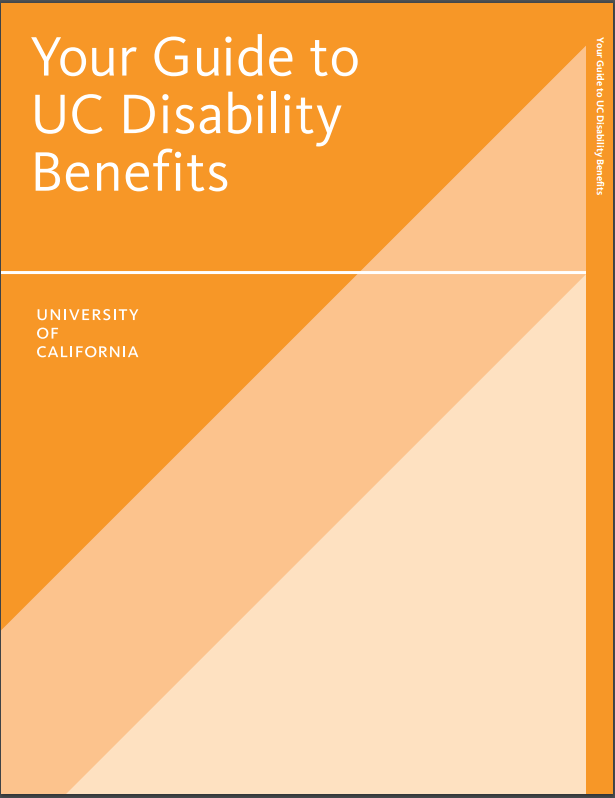 Your Guide to
UC Disability
Benefits
UNIVERSITY
OF
CALIFORNIA
Your Guide to UC Disability Benefits